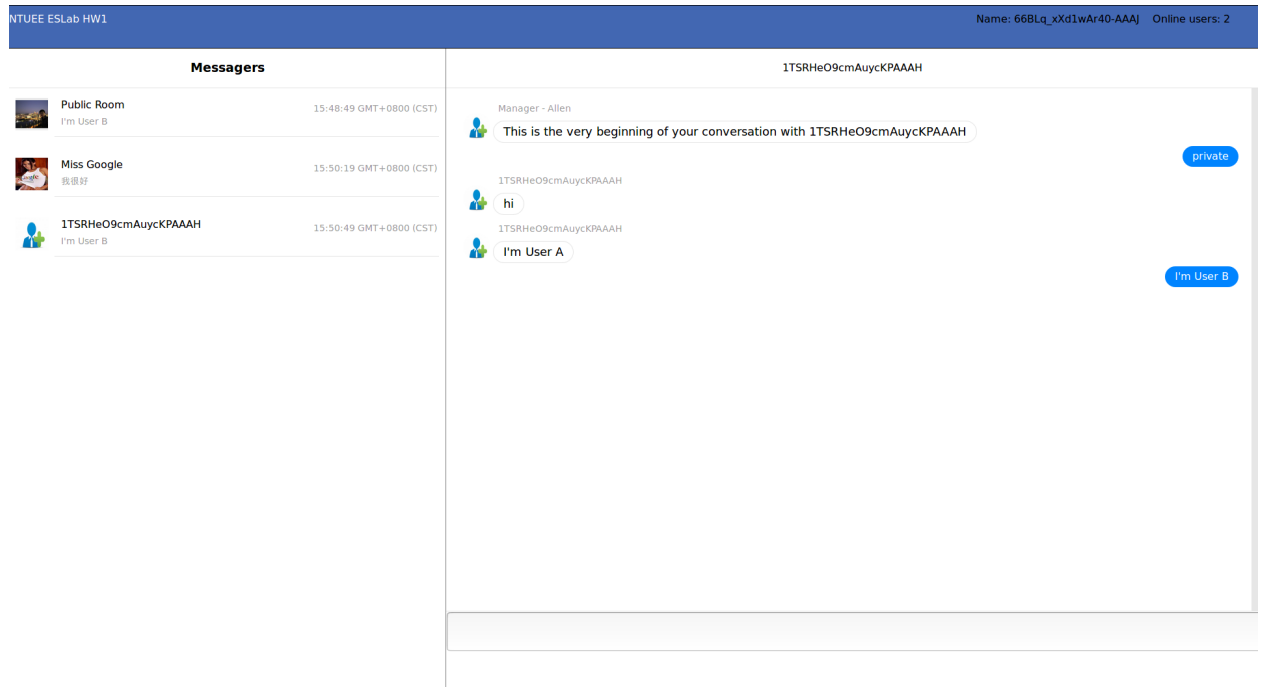 NTUEE ESLab HW1
Name: 66BLq_xXd1wAr40-AAAJ Online users: 2
Messagers
Public Room
15:48:49 GMT+0800 (CST)
I'm User B
Miss Google
15:50:19 GMT+0800 (CST)
我很好
1TSRHeO9cmAuycKPAAAH
15:50:49 GMT+0800 (CST)
I'm User B
1TSRHeO9cmAuycKPAAAH
Manager - Allen
This is the very beginning of your conversation with 1TSRHeO9cmAuycKPAAAH
private
1TSRHeO9cmAuycKPAAAH
hi
1TSRHeO9cmAuycKPAAAH
I'm User A
I'm User B